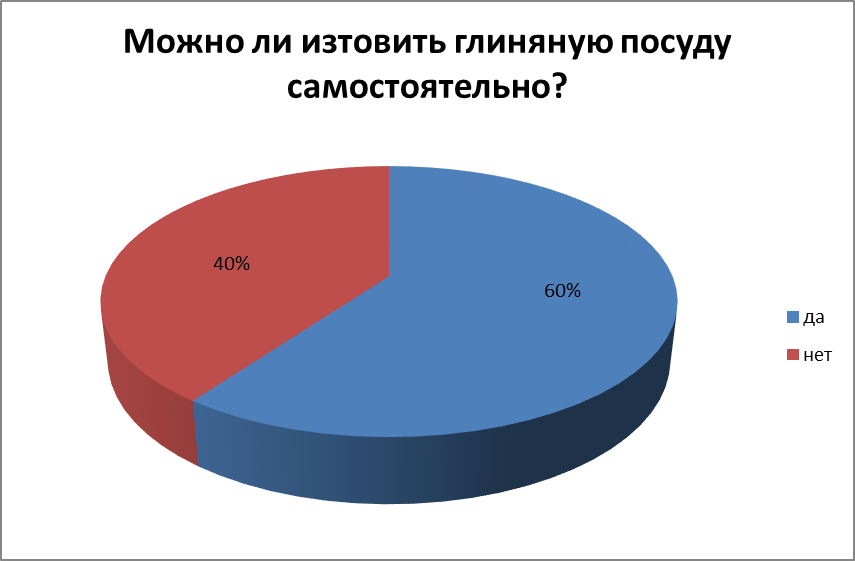 Можно ли изтовить глиняную посуду
самостоятельно?
40%
60%
да
нет